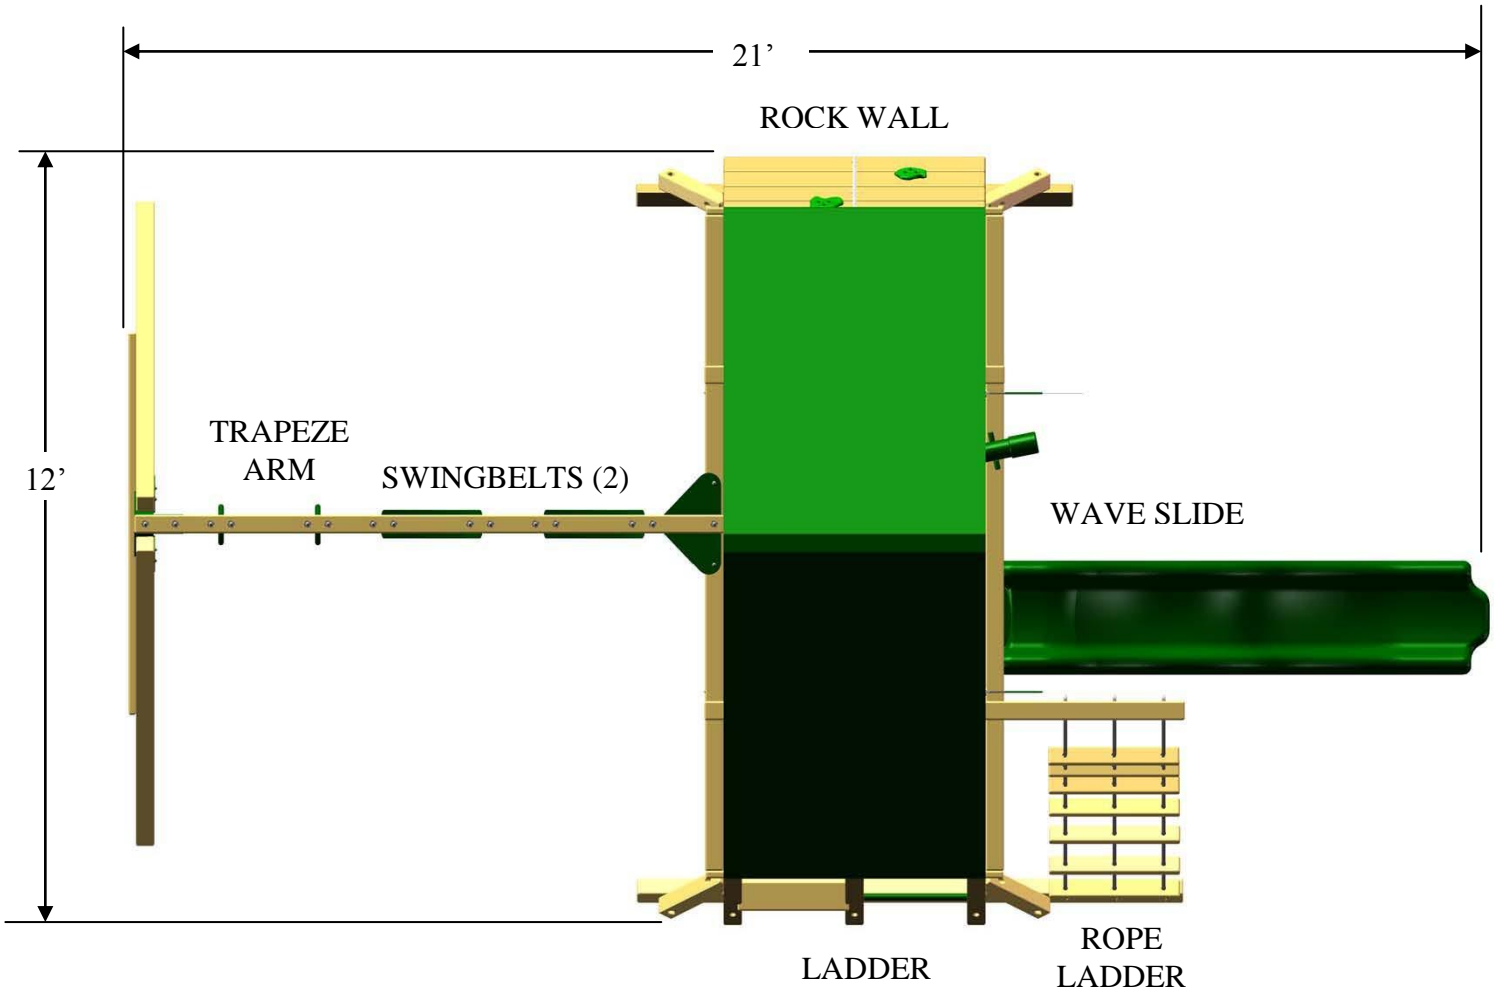 21’
ROCK WALL
TRAPEZE
ARM
SWINGBELTS (2)
12’
WAVE SLIDE
LADDER
ROPE
LADDER